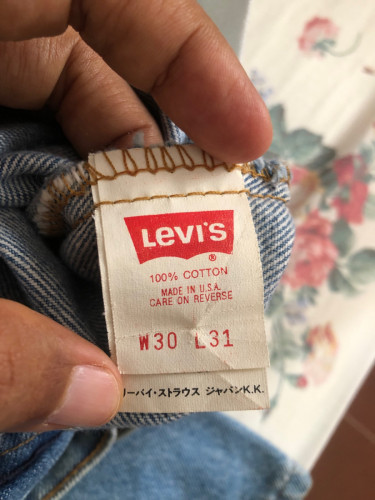 Levi's
®
100% COTTON
MADE IN U.S.A.
CARE ON REVERSE
W30 L31
リーバイ・ストラウス ジャパンK.K.